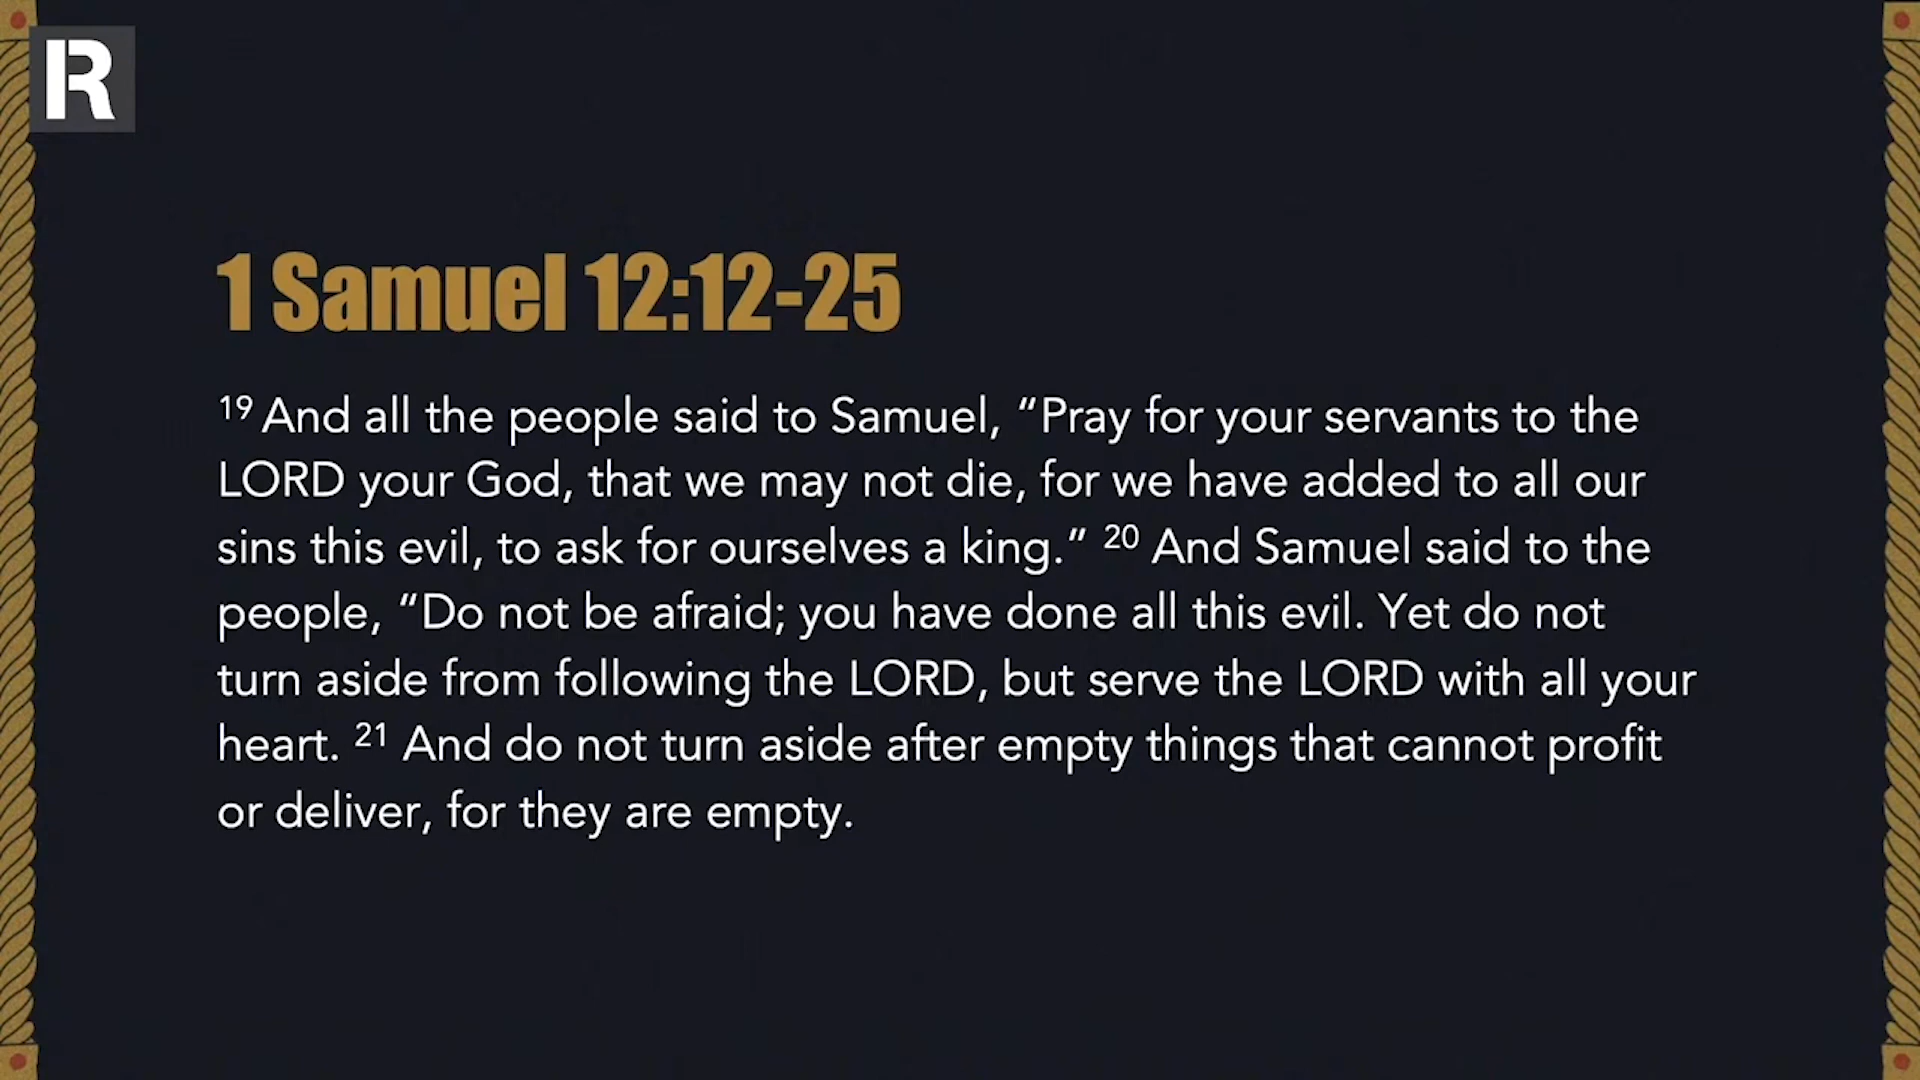 R
1 Samuel 12:12-25
19 And all the people said to Samuel, “Pray for your servants to the
LORD your God, that we may not die, for we have added to all our
sins this evil, to ask for ourselves a king.” 20 And Samuel said to the
people, “Do not be afraid; you have done all this evil. Yet do not
turn aside from following the LORD, but serve the LORD with all your
heart. 21 And do not turn aside after empty things that cannot profit
or deliver, for they are empty.